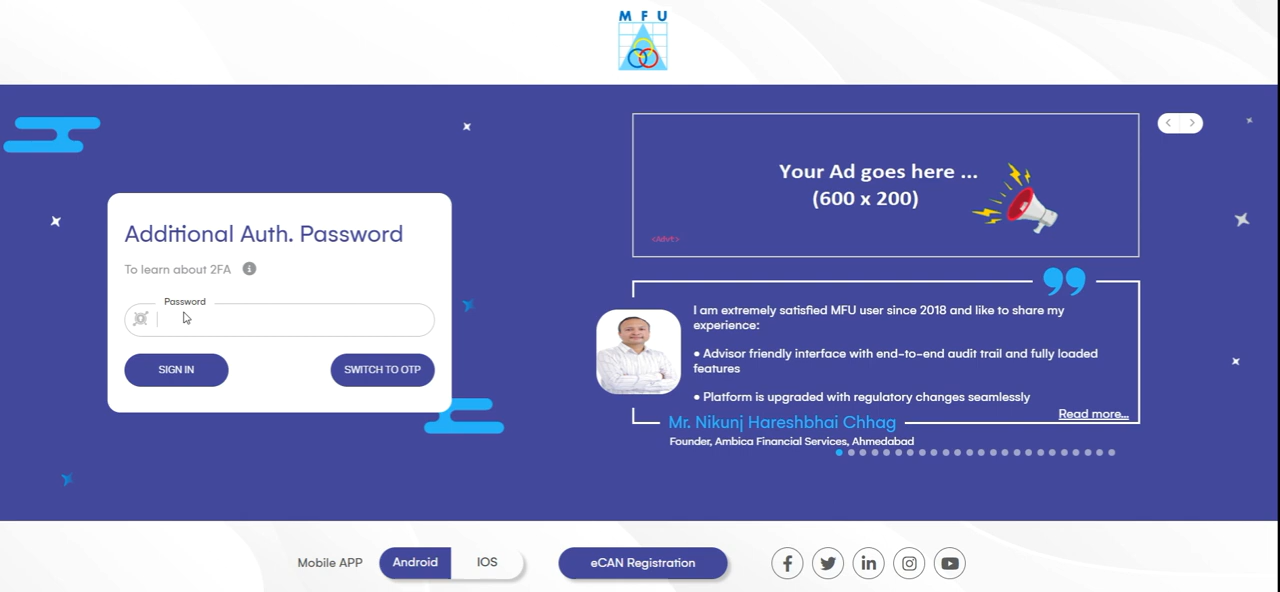 M F U
Additional Auth. Password
To learn about 2FA
Password
SIGN IN
SWITCH TO OTP
Your Ad goes here ...
(600 x 200)
<Advt>
I am extremely satisfied MFU user since 2018 and like to share my
experience:
• Advisor friendly interface with end-to-end audit trail and fully loaded
features
• Platform is upgraded with regulatory changes seamlessly
Read more...
Mr. Nikunj Hareshbhai Chhag
Founder, Ambica Financial Services, Ahmedabad
Mobile APP
Android
IOS
eCAN Registration